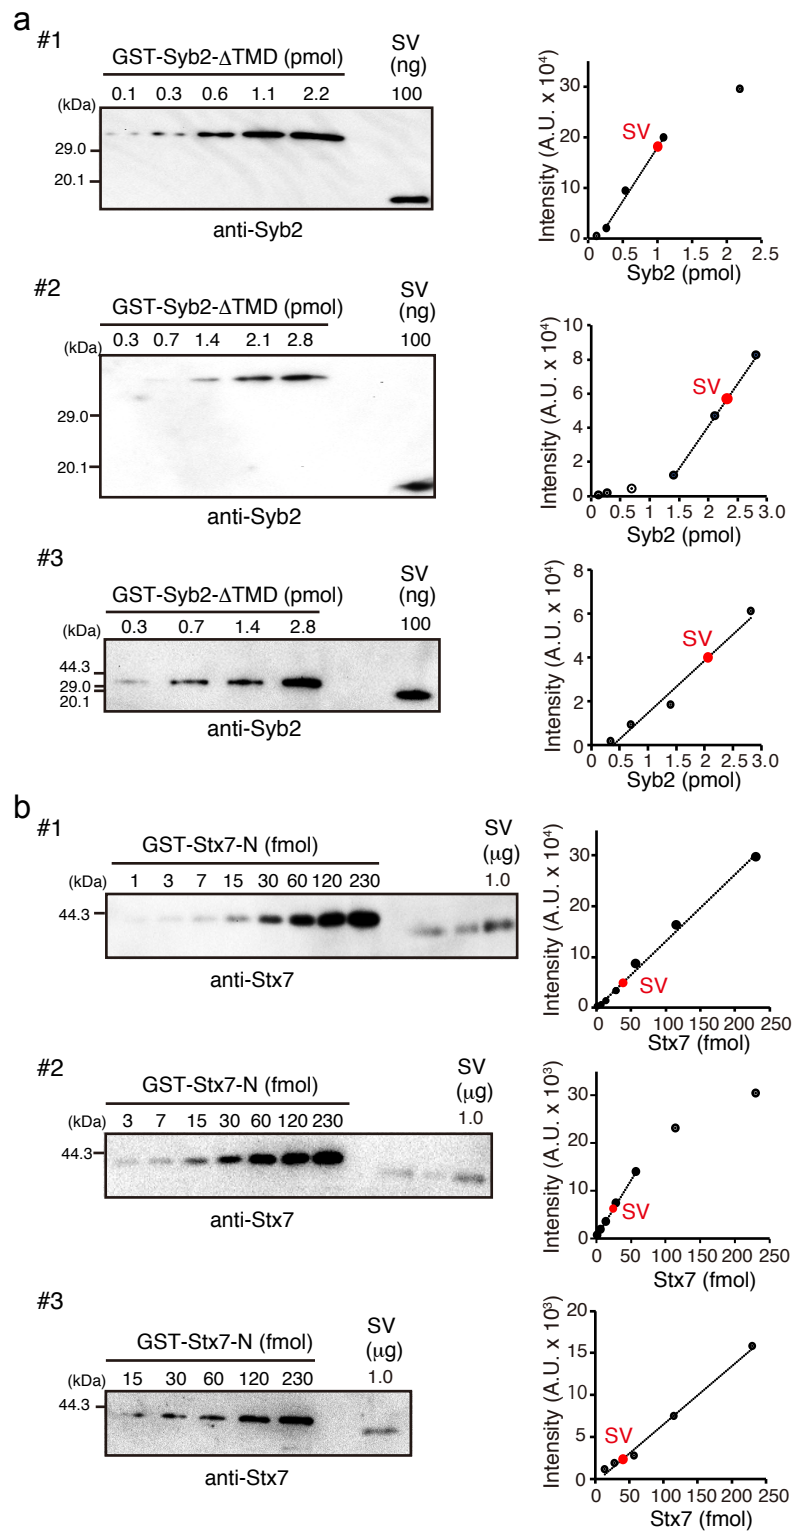 a
#1
GST-Syb2-ΔTMD (pmol)
SV
(ng)
0.1 0.3 0.6 1.1 2.2 100
(kDa)
29.0
20.1
anti-Syb2
Intensity (A.U. x 10⁴)
30
20
10
0
SV
0 0.5 1 1.5 2 2.5
Syb2 (pmol)
#2
GST-Syb2-ΔTMD (pmol)
SV
(ng)
(kDa) 0.3 0.7 1.4 2.1 2.8 100
29.0
20.1
anti-Syb2
Intensity (A.U. x 10⁴)
10
8
6
4
2
0
SV
0 0.5 1 1.5 2 2.5 3.0
Syb2 (pmol)
#3
GST-Syb2-ΔTMD (pmol)
SV
(ng)
(kDa) 0.3 0.7 1.4 2.8 100
44.3
29.0
20.1
anti-Syb2
Intensity (A.U. x 10⁴)
8
6
4
2
0
SV
0 0.5 1 1.5 2 2.5 3.0
Syb2 (pmol)
b
#1
GST-Stx7-N (fmol)
SV
(μg)
(kDa) 1 3 7 15 30 60 120 230 1.0
44.3
anti-Stx7
Intensity (A.U. x 10⁴)
30
20
10
0
SV
0 50 100 150 200 250
Stx7 (fmol)
#2
GST-Stx7-N (fmol)
SV
(μg)
(kDa) 3 7 15 30 60 120 230 1.0
44.3
anti-Stx7
Intensity (A.U. x 10³)
30
20
10
0
SV
0 50 100 150 200 250
Stx7 (fmol)
#3
GST-Stx7-N (fmol)
SV
(μg)
(kDa) 15 30 60 120 230 1.0
44.3
anti-Stx7
Intensity (A.U. x 10³)
20
15
10
5
0
SV
0 50 100 150 200 250
Stx7 (fmol)